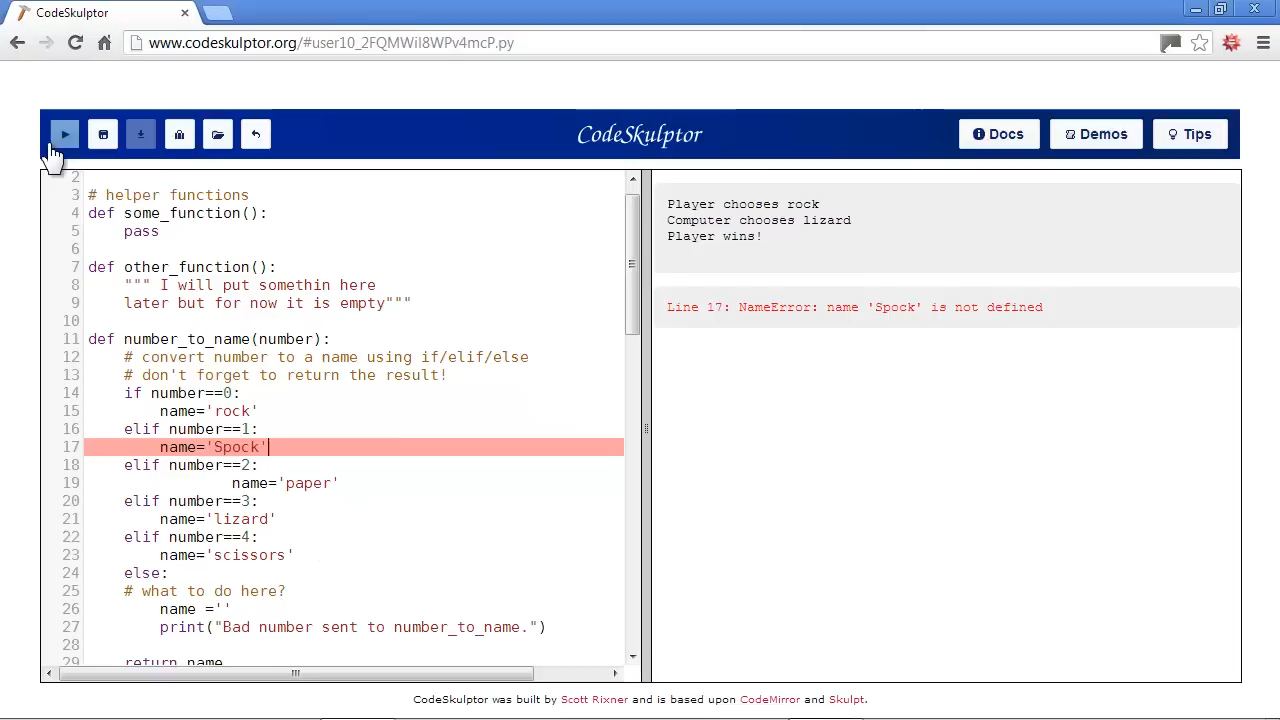 CodeSkulptor
www.codeskulptor.org/#user10_2FQMWil8WPv4mcP.py
CodeSkulptor
Docs
Demos
Tips
2
3 # helper functions
4 def some_function():
5 pass
6
7 def other_function():
8 """ I will put somethin here
9 later but for now it is empty"""
10
11 def number_to_name(number):
12 # convert number to a name using if/elif/else
13 # don't forget to return the result!
14 if number==0:
15 name='rock'
16 elif number==1:
17 name='Spock'
18 elif number==2:
19 name='paper'
20 elif number==3:
21 name='lizard'
22 elif number==4:
23 name='scissors'
24 else:
25 # what to do here?
26 name =''
27 print("Bad number sent to number_to_name.")
28
29 return name
Player chooses rock
Computer chooses lizard
Player wins!
Line 17: NameError: name 'Spock' is not defined
CodeSkulptor was built by Scott Rixner and is based upon CodeMirror and Skulpt.